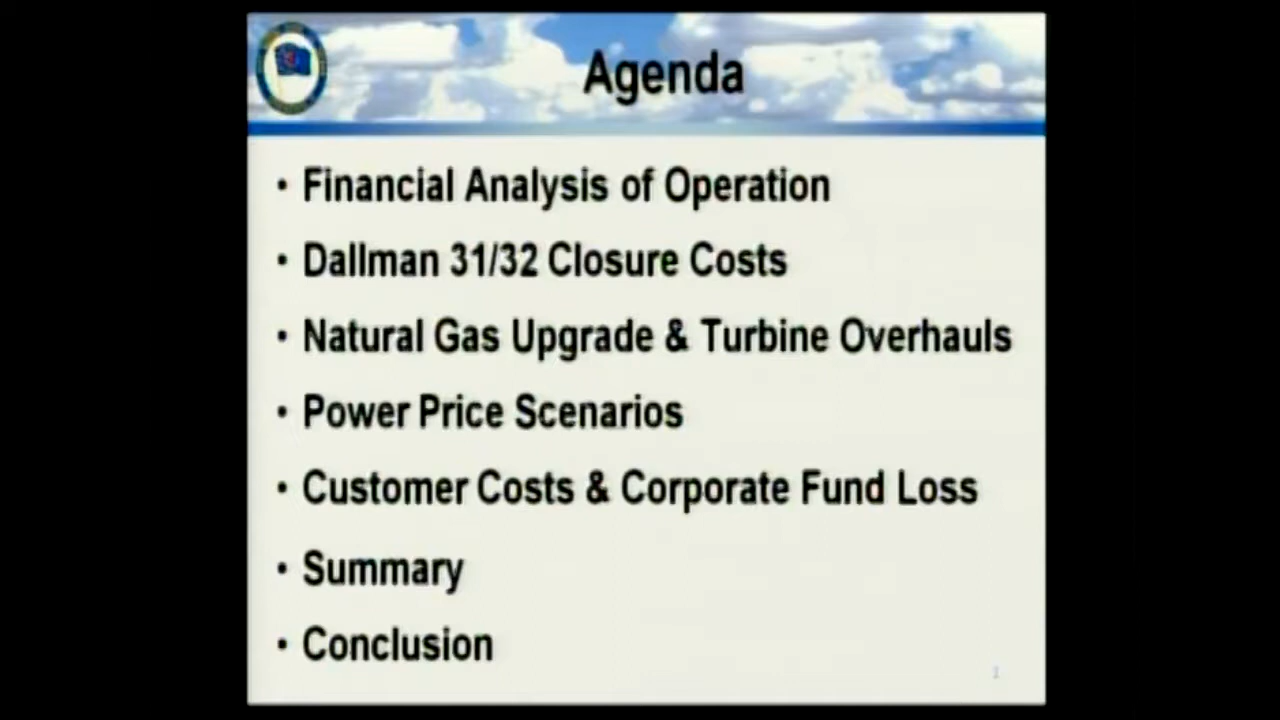 Agenda
• Financial Analysis of Operation
• Dallman 31/32 Closure Costs
• Natural Gas Upgrade & Turbine Overhauls
• Power Price Scenarios
• Customer Costs & Corporate Fund Loss
• Summary
• Conclusion